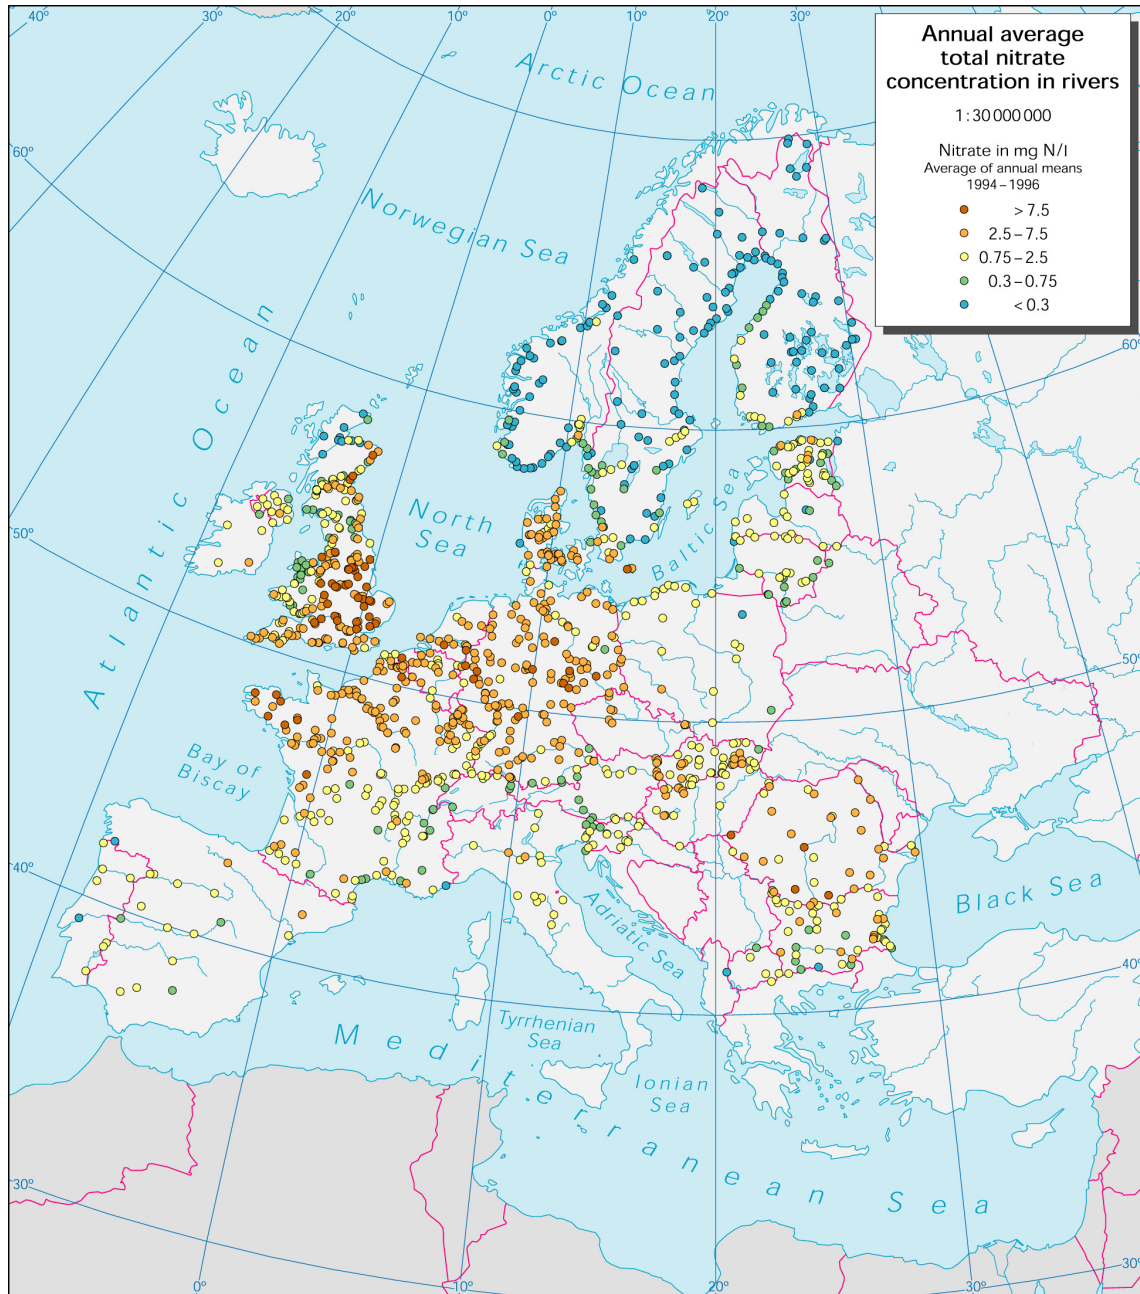 40°
30°
20°
10°
0°
10°
20°
30°
Annual average
total nitrate
concentration in rivers
1 : 30 000 000
Nitrate in mg N/l
Average of annual means
1994 – 1996
> 7.5
2.5 – 7.5
0.75 – 2.5
0.3 – 0.75
< 0.3
Arctic Ocean
60°
Norwegian Sea
60°
Atlantic Ocean
North
Sea
Baltic Sea
50°
50°
Bay of
Biscay
40°
Black Sea
Adriatic Sea
40°
Tyrrhenian
Sea
Ionian
Sea
Mediterranean Sea
30°
30°
0°
10°
20°
30°